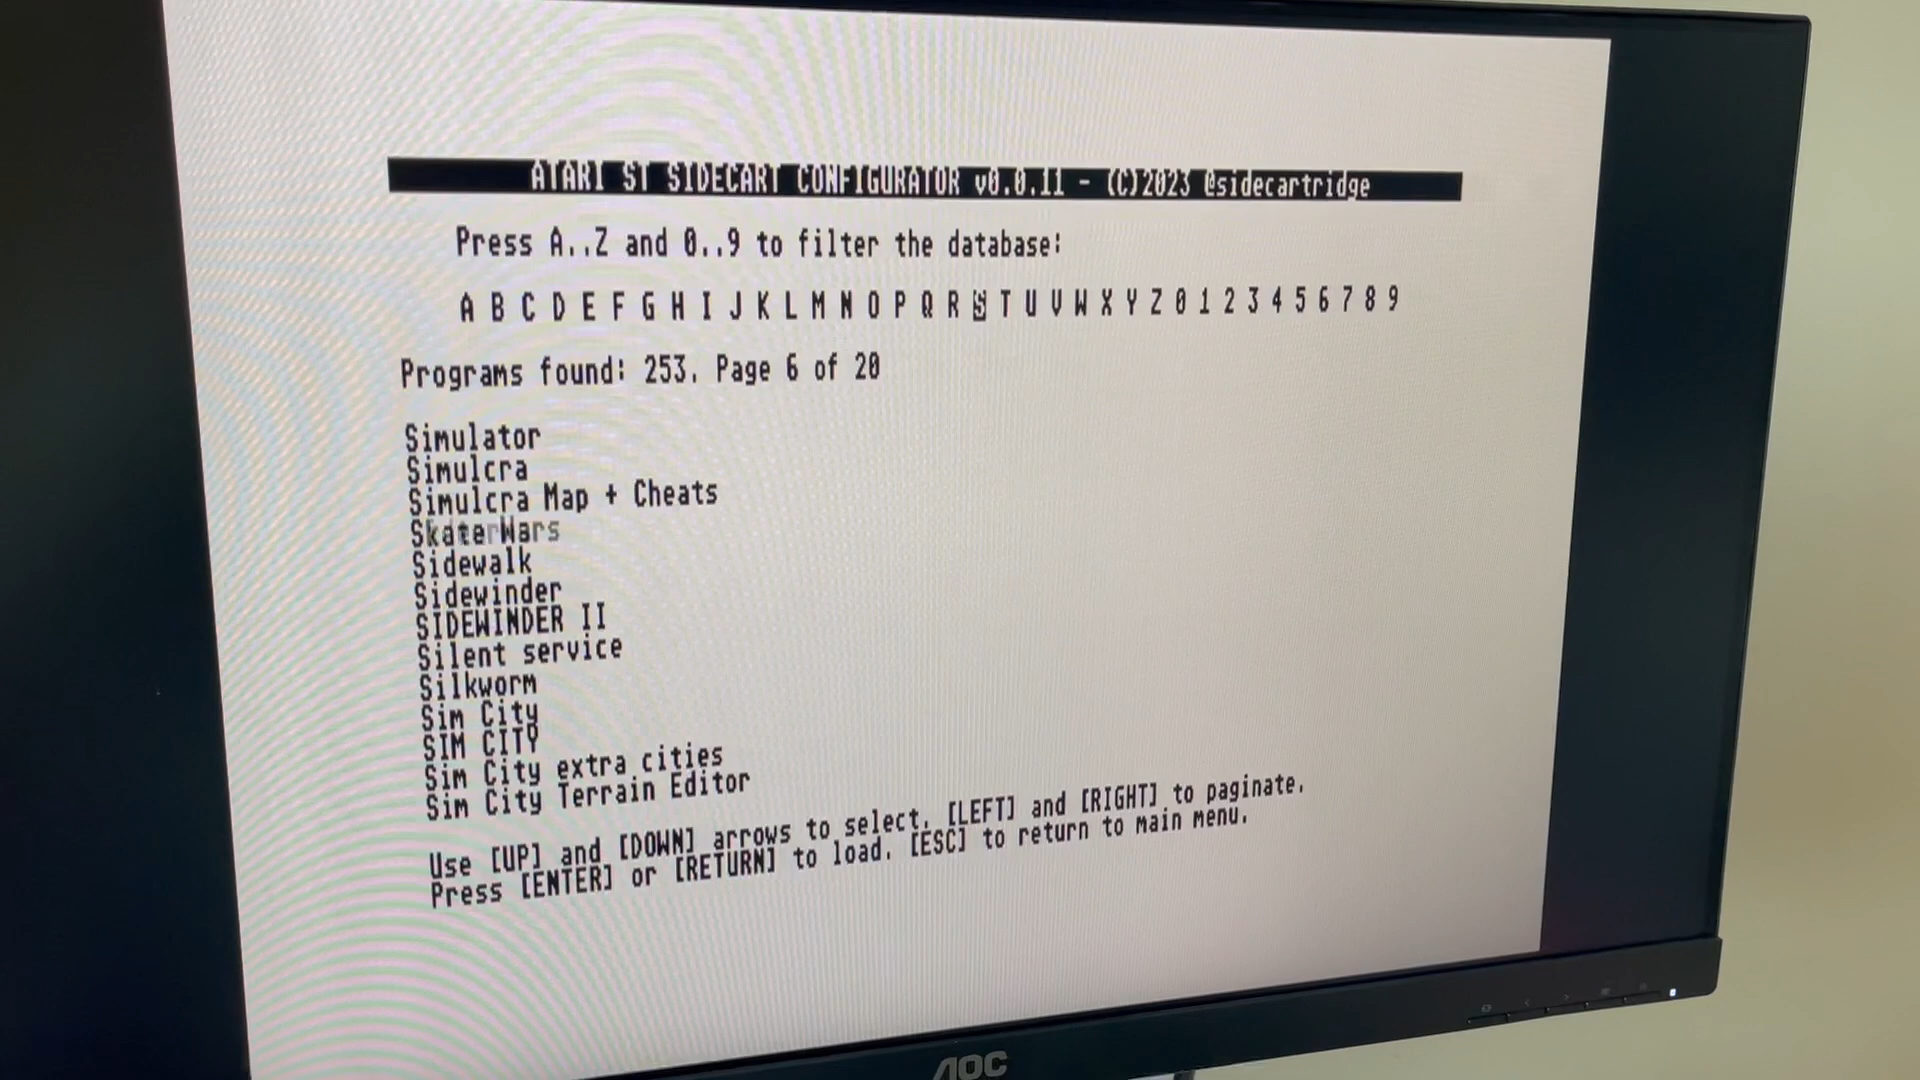 ATARI ST SIDECART CONFIGURATOR v0.0.11 - (C)2023 @sidecartridge
Press A..Z and 0..9 to filter the database:
A B C D E F G H I J K L M N O P Q R S T U V W X Y Z 0 1 2 3 4 5 6 7 8 9
Programs found: 253. Page 6 of 20
Simulator
Simulcra
Simulcra Map + Cheats
SkaterWars
Sidewalk
Sidewinder
SIDEWINDER II
Silent service
Silkworm
Sim City
SIM CITY
Sim City extra cities
Sim City Terrain Editor
Use [UP] and [DOWN] arrows to select. [LEFT] and [RIGHT] to paginate.
Press [ENTER] or [RETURN] to load. [ESC] to return to main menu.
AOC